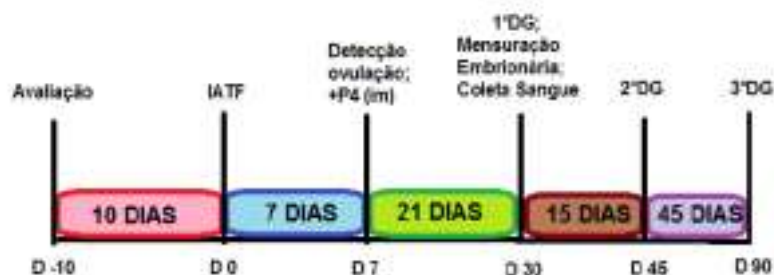 1ºDG;
Detecção Mensuração
ovulação; Embrionária;
Avaliação IATF +P4 (im) Coleta Sangue 2ºDG 3ºDG
10 DIAS 7 DIAS 21 DIAS 15 DIAS 45 DIAS
D -10 D 0 D 7 D 30 D 45 D 90